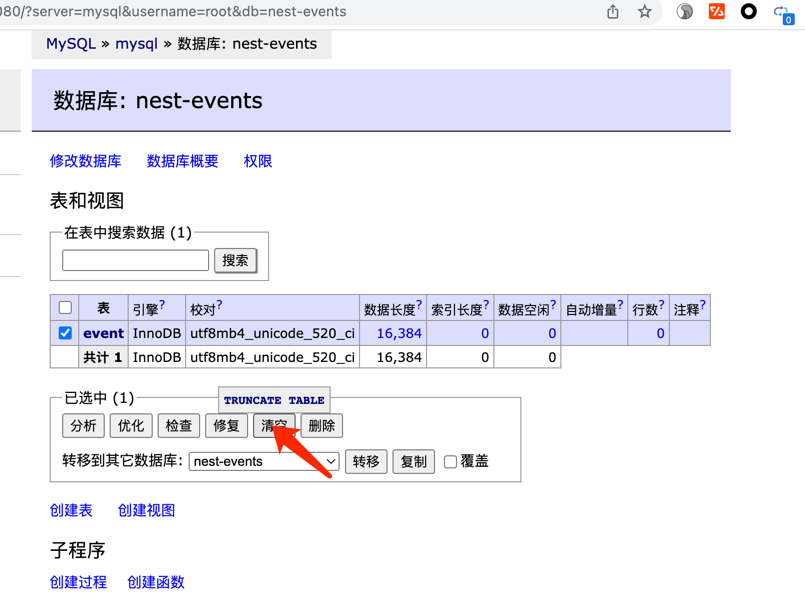 080/?server=mysql&username=root&db=nest-events
0
MySQL » mysql » 数据库: nest-events
数据库: nest-events
修改数据库 数据库概要 权限
表和视图
在表中搜索数据 (1)
搜索
表 引擎? 校对? 数据长度? 索引长度? 数据空闲? 自动增量? 行数? 注释?
event InnoDB utf8mb4_unicode_520_ci 16,384 0 0 0
共计 1 InnoDB utf8mb4_unicode_520_ci 16,384 0 0
已选中 (1)
TRUNCATE TABLE
分析 优化 检查 修复 清空 删除
转移到其它数据库: nest-events 转移 复制 覆盖
创建表 创建视图
子程序
创建过程 创建函数